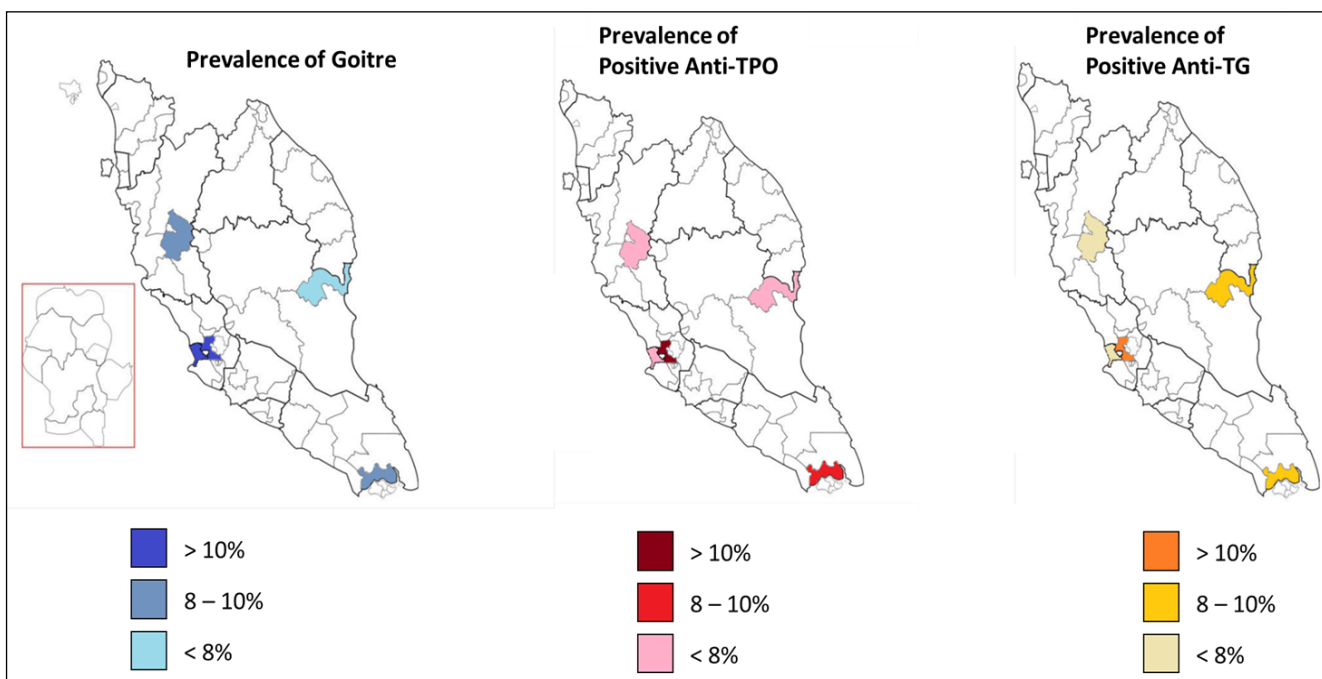 Prevalence of Goitre
Prevalence of
Positive Anti-TPO
Prevalence of
Positive Anti-TG
> 10%
8 – 10%
< 8%
> 10%
8 – 10%
< 8%
> 10%
8 – 10%
< 8%